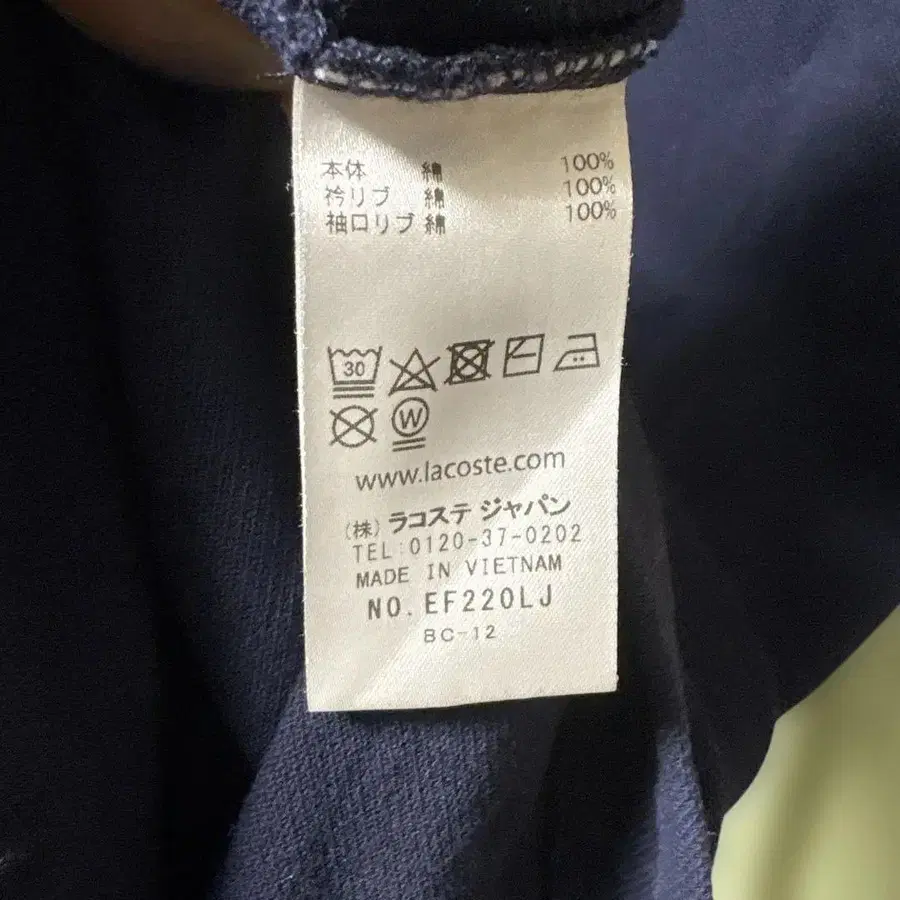 本体 綿 100%
衿リブ 綿 100%
袖口リブ 綿 100%
30
W
www.lacoste.com
(株) ラコステ ジャパン
TEL:0120-37-0202
MADE IN VIETNAM
NO. EF220LJ
BC-12